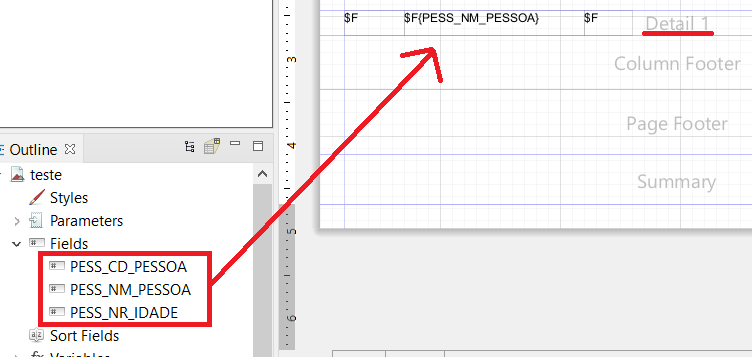 $F $F{PESS_NM_PESSOA} $F Detail 1
3
Column Footer
Page Footer
4
Summary
5
6
Outline
teste
Styles
Parameters
Fields
PESS_CD_PESSOA
PESS_NM_PESSOA
PESS_NR_IDADE
Sort Fields
fx Variables